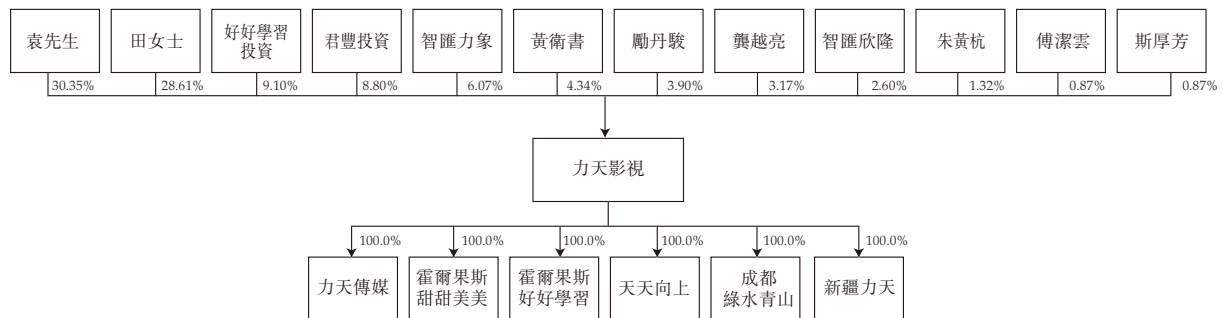 袁先生
田女士
好好學習
投資
君豐投資
智匯力象
黃衛書
勵丹駿
龔越亮
智匯欣隆
朱黃杭
傅潔雲
斯厚芳
30.35%
28.61%
9.10%
8.80%
6.07%
4.34%
3.90%
3.17%
2.60%
1.32%
0.87%
0.87%
力天影視
100.0%
100.0%
100.0%
100.0%
100.0%
100.0%
力天傳媒
霍爾果斯
甜甜美美
霍爾果斯
好好學習
天天向上
成都
綠水青山
新疆力天